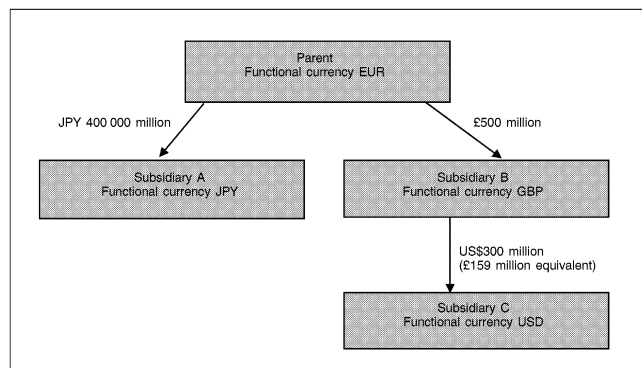 Parent
Functional currency EUR
JPY 400 000 million
£500 million
Subsidiary A
Functional currency JPY
Subsidiary B
Functional currency GBP
US$300 million
(£159 million equivalent)
Subsidiary C
Functional currency USD